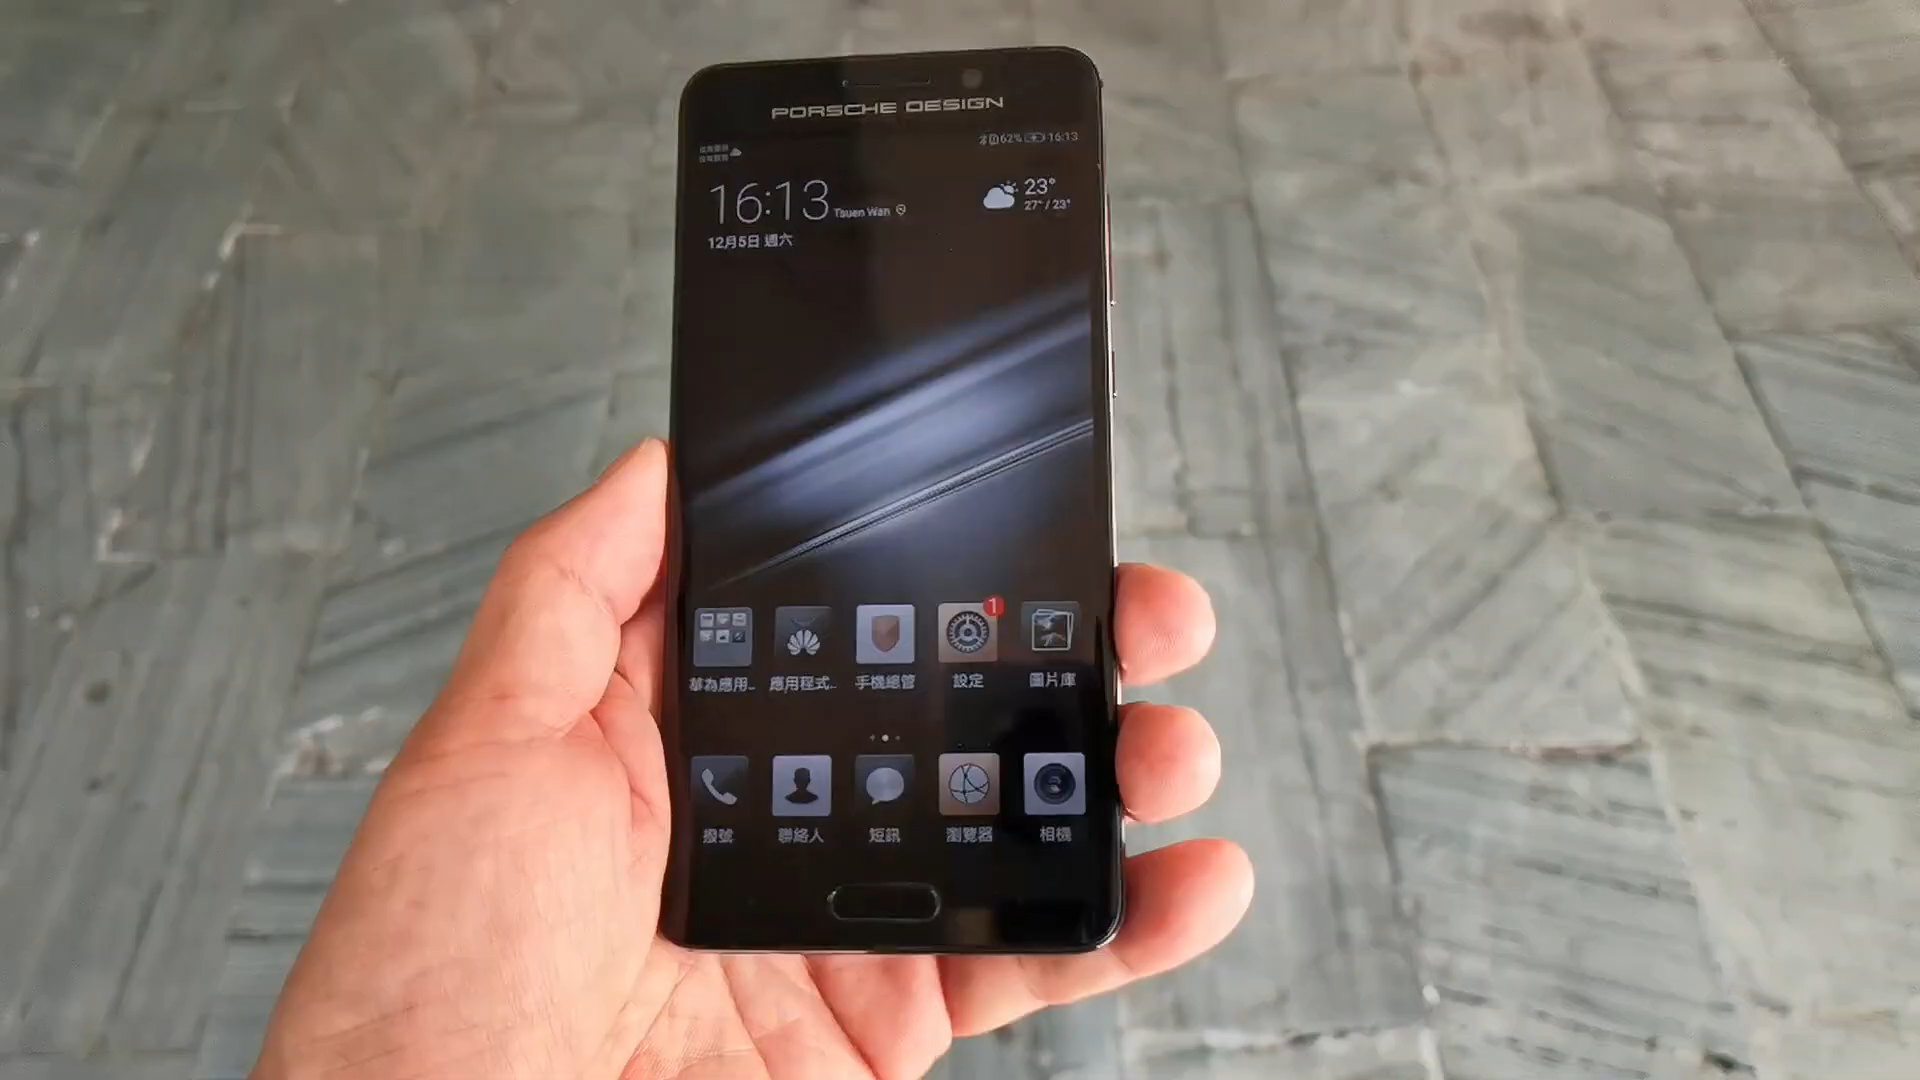 PORSCHE DESIGN
62% 16:13
16:13 Tsuen Wan
23°
27° / 23°
12月5日 週六
1
華為應用... 應用程式... 手機總管 設定 圖片庫
撥號 聯絡人 短訊 瀏覽器 相機